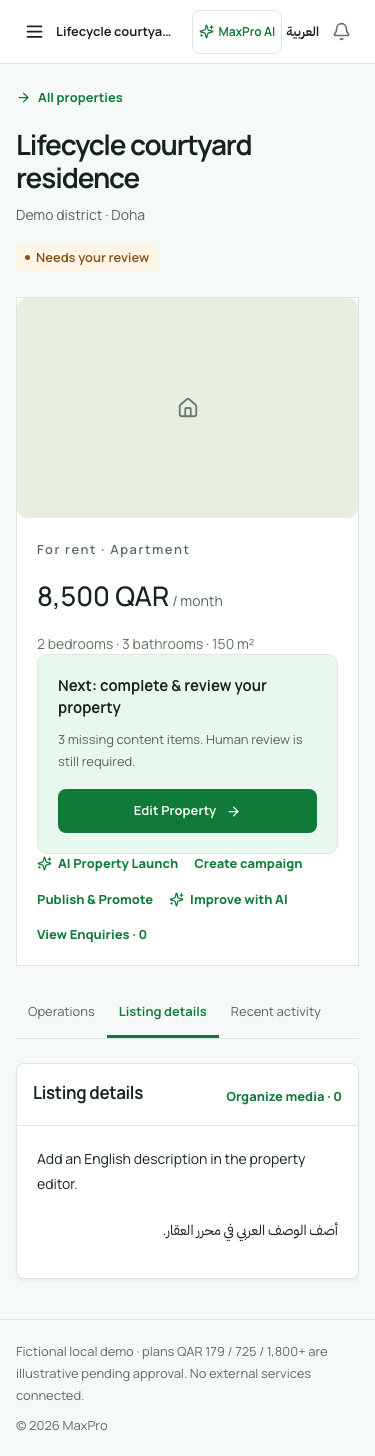 Lifecycle courtya...
MaxPro AI
العربية
All properties
Lifecycle courtyard
residence
Demo district · Doha
Needs your review
For rent · Apartment
8,500 QAR / month
2 bedrooms · 3 bathrooms · 150 m²
Next: complete & review your
property
3 missing content items. Human review is
still required.
Edit Property
AI Property Launch
Create campaign
Publish & Promote
Improve with AI
View Enquiries · 0
Operations
Listing details
Recent activity
Listing details
Organize media · 0
Add an English description in the property
editor.
أضف الوصف العربي في محرر العقار.
Fictional local demo · plans QAR 179 / 725 / 1,800+ are
illustrative pending approval. No external services
connected.
© 2026 MaxPro